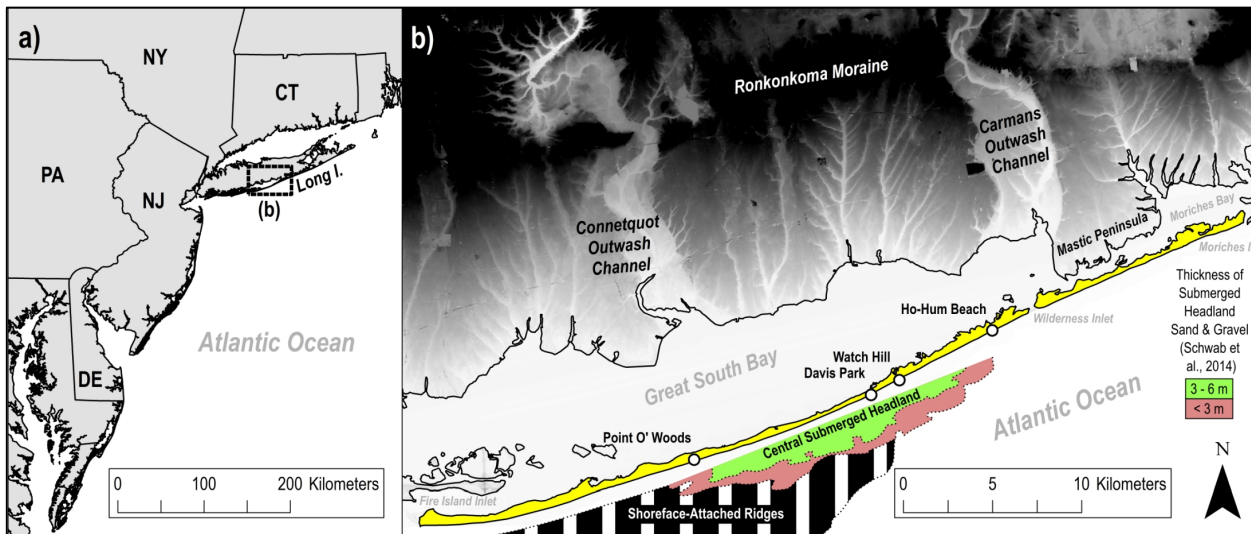 a)
NY
CT
PA
NJ
Long I.
(b)
DE
Atlantic Ocean
0 100 200 Kilometers
b)
Ronkonkoma Moraine
Carmans
Outwash
Channel
Connetquot
Outwash
Channel
Moriches Bay
Mastic Peninsula
Moriches I
Ho-Hum Beach
Wilderness Inlet
Watch Hill
Davis Park
Great South Bay
Central Submerged Headland
Atlantic Ocean
Point O' Woods
Fire Island Inlet
Shoreface-Attached Ridges
0 5 10 Kilometers
Thickness of
Submerged
Headland
Sand & Gravel
(Schwab et
al., 2014)
3 - 6 m
< 3 m
N